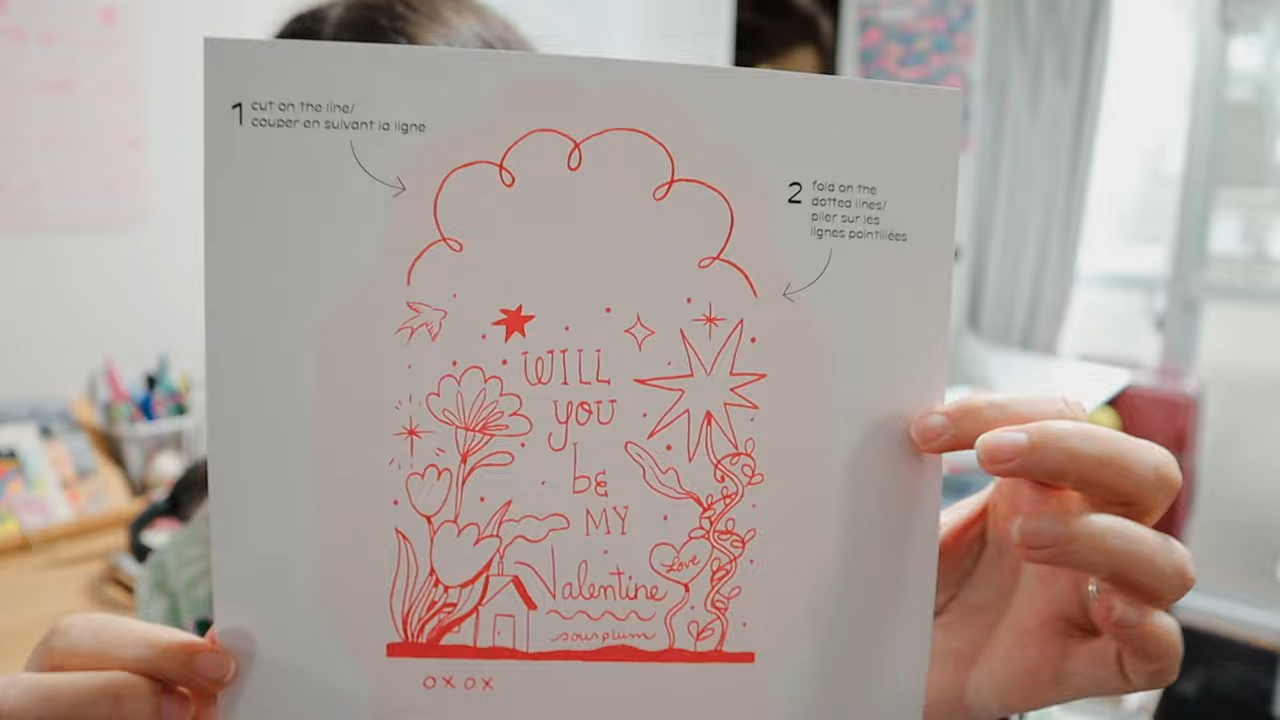 1 cut on the line/
couper en suivant la ligne
2 fold on the
dotted lines/
plier sur les
lignes pointillées
WILL
you
be
MY
Valentine
Love
sourplum
OXOX